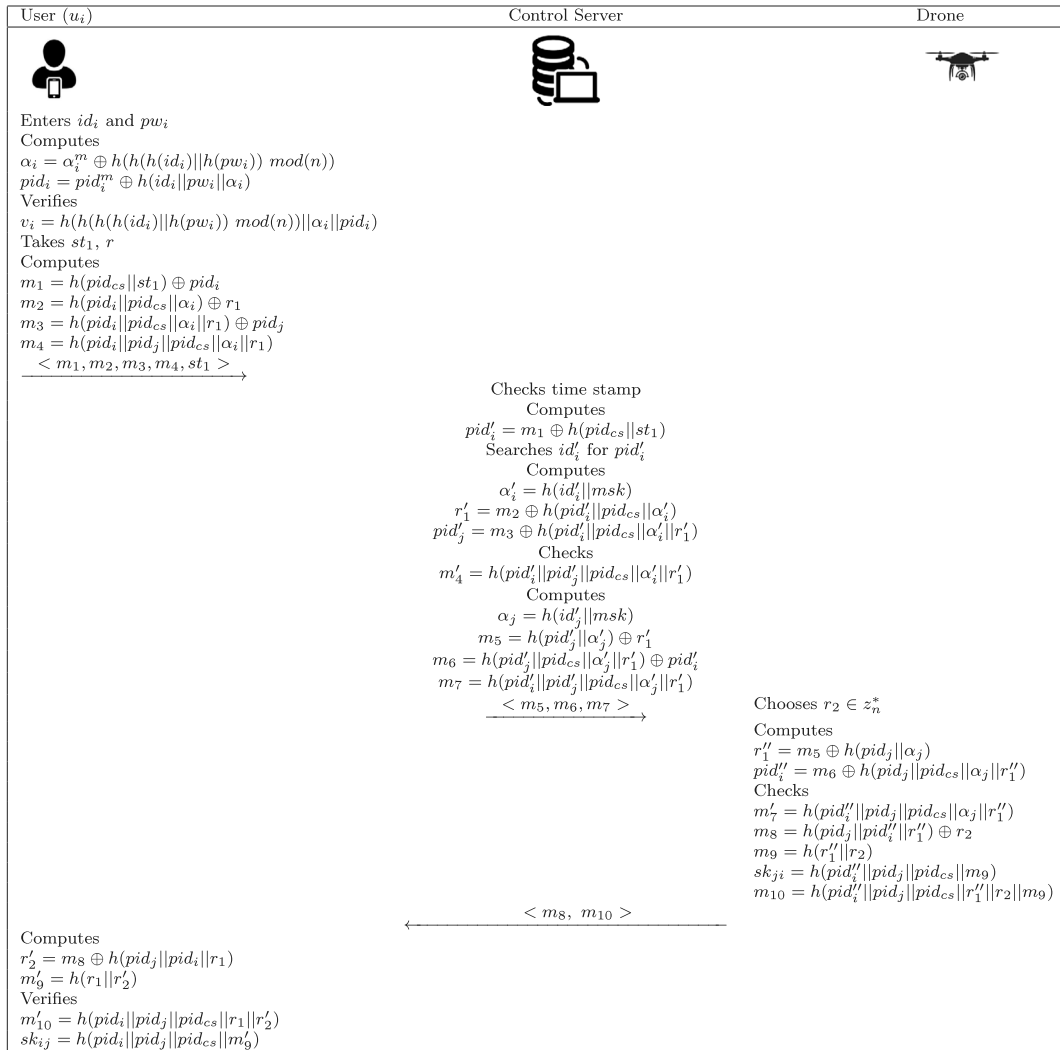 User (u_i) Control Server Drone
Enters id_i and pw_i
Computes
α_i = α_i^m ⊕ h(h(h(id_i)||h(pw_i)) mod(n))
pid_i = pid_i^m ⊕ h(id_i||pw_i||α_i)
Verifies
v_i = h(h(h(h(id_i)||h(pw_i)) mod(n))||α_i||pid_i)
Takes st_1, r
Computes
m_1 = h(pid_cs||st_1) ⊕ pid_i
m_2 = h(pid_i||pid_cs||α_i) ⊕ r_1
m_3 = h(pid_i||pid_cs||α_i||r_1) ⊕ pid_j
m_4 = h(pid_i||pid_j||pid_cs||α_i||r_1)
< m_1, m_2, m_3, m_4, st_1 >
Checks time stamp
Computes
pid′_i = m_1 ⊕ h(pid_cs||st_1)
Searches id′_i for pid′_i
Computes
α′_i = h(id′_i||msk)
r′_1 = m_2 ⊕ h(pid′_i||pid_cs||α′_i)
pid′_j = m_3 ⊕ h(pid′_i||pid_cs||α′_i||r′_1)
Checks
m′_4 = h(pid′_i||pid′_j||pid_cs||α′_i||r′_1)
Computes
α_j = h(id′_j||msk)
m_5 = h(pid′_j||α′_j) ⊕ r′_1
m_6 = h(pid′_j||pid_cs||α′_j||r′_1) ⊕ pid′_i
m_7 = h(pid′_i||pid′_j||pid_cs||α′_j||r′_1)
< m_5, m_6, m_7 >
Chooses r_2 ∈ z_n^*
Computes
r″_1 = m_5 ⊕ h(pid_j||α_j)
pid″_i = m_6 ⊕ h(pid_j||pid_cs||α_j||r″_1)
Checks
m′_7 = h(pid″_i||pid_j||pid_cs||α_j||r″_1)
m_8 = h(pid_j||pid″_i||r″_1) ⊕ r_2
m_9 = h(r″_1||r_2)
sk_ji = h(pid″_i||pid_j||pid_cs||m_9)
m_10 = h(pid″_i||pid_j||pid_cs||r″_1||r_2||m_9)
< m_8, m_10 >
Computes
r′_2 = m_8 ⊕ h(pid_j||pid_i||r_1)
m′_9 = h(r_1||r′_2)
Verifies
m′_10 = h(pid_i||pid_j||pid_cs||r_1||r′_2)
sk_ij = h(pid_i||pid_j||pid_cs||m′_9)